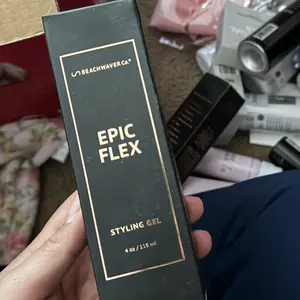 BEACHWAVER Co.®
EPIC
FLEX
STYLING GEL
4 oz / 118 ml